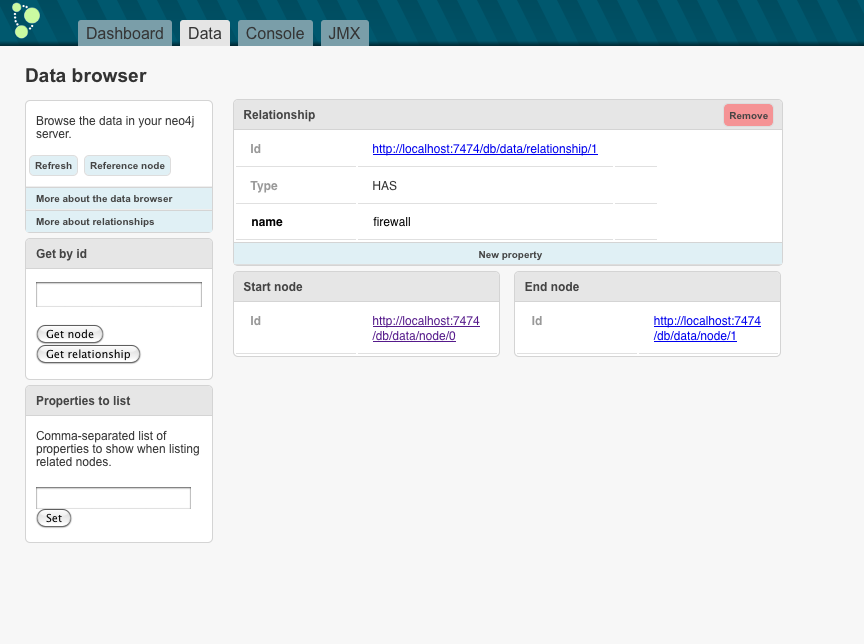 Dashboard Data Console JMX
Data browser
Browse the data in your neo4j
server.
Refresh Reference node
More about the data browser
More about relationships
Get by id
Get node
Get relationship
Properties to list
Comma-separated list of
properties to show when listing
related nodes.
Set
Relationship Remove
Id http://localhost:7474/db/data/relationship/1
Type HAS
name firewall
New property
Start node
Id http://localhost:7474
/db/data/node/0
End node
Id http://localhost:7474
/db/data/node/1